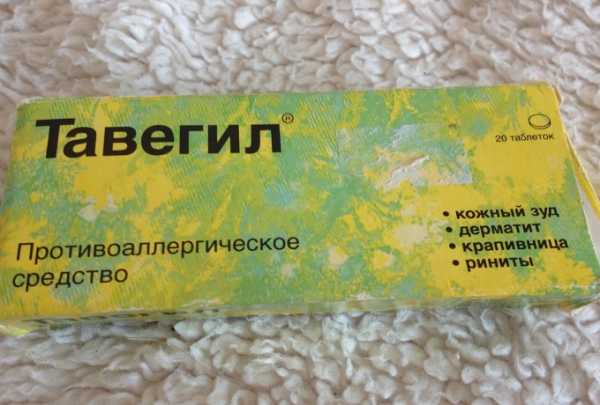 Тавегил®
20 таблеток
Противоаллергическое
средство
• кожный зуд
• дерматит
• крапивница
• риниты